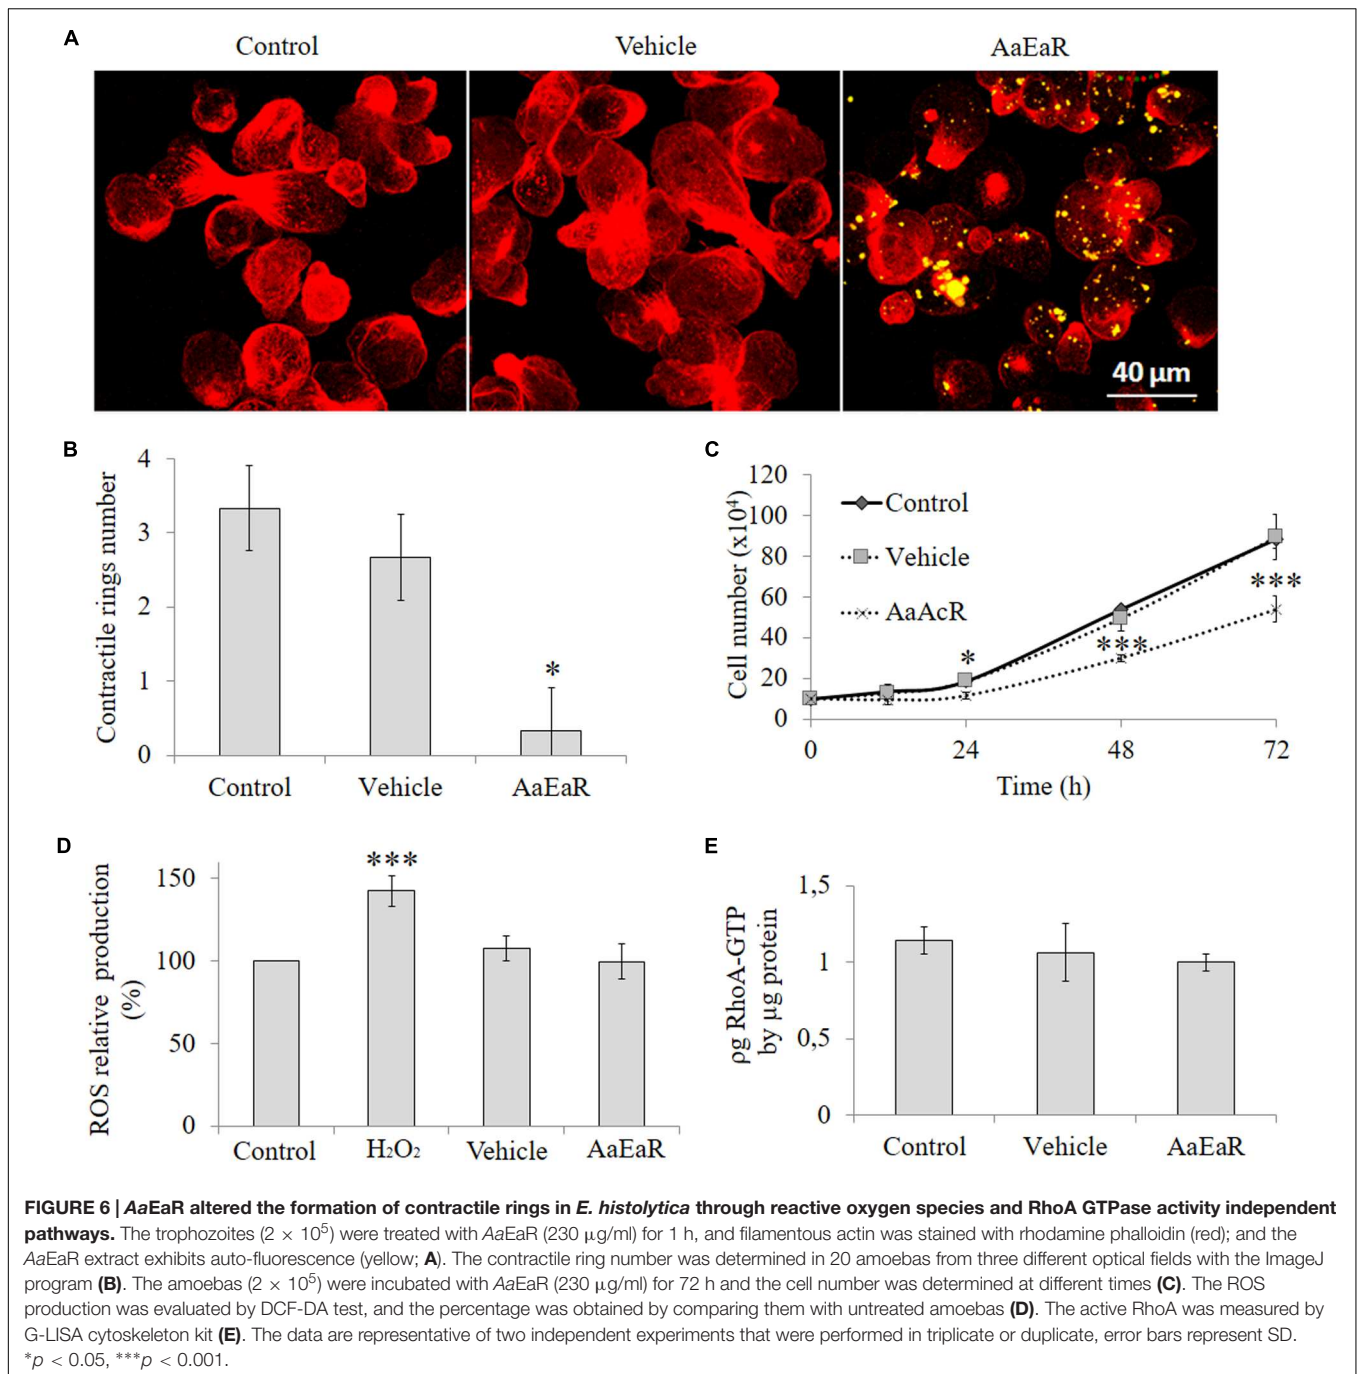 A
Control
Vehicle
AaEaR
40 µm
B
Contractile rings number
4
3
2
1
0
*
Control
Vehicle
AaEaR
C
Cell number (x10⁴)
120
100
80
60
40
20
0
Control
Vehicle
AaAcR
*
***
***
0
24
48
72
Time (h)
D
ROS relative production
(%)
150
100
50
0
***
Control
H₂O₂
Vehicle
AaEaR
E
ρg RhoA-GTP
by µg protein
1,5
1
0,5
0
Control
Vehicle
AaEaR
FIGURE 6 | AaEaR altered the formation of contractile rings in E. histolytica through reactive oxygen species and RhoA GTPase activity independent
pathways. The trophozoites (2 × 10⁵) were treated with AaEaR (230 µg/ml) for 1 h, and filamentous actin was stained with rhodamine phalloidin (red); and the
AaEaR extract exhibits auto-fluorescence (yellow; A). The contractile ring number was determined in 20 amoebas from three different optical fields with the ImageJ
program (B). The amoebas (2 × 10⁵) were incubated with AaEaR (230 µg/ml) for 72 h and the cell number was determined at different times (C). The ROS
production was evaluated by DCF-DA test, and the percentage was obtained by comparing them with untreated amoebas (D). The active RhoA was measured by
G-LISA cytoskeleton kit (E). The data are representative of two independent experiments that were performed in triplicate or duplicate, error bars represent SD.
*p < 0.05, ***p < 0.001.